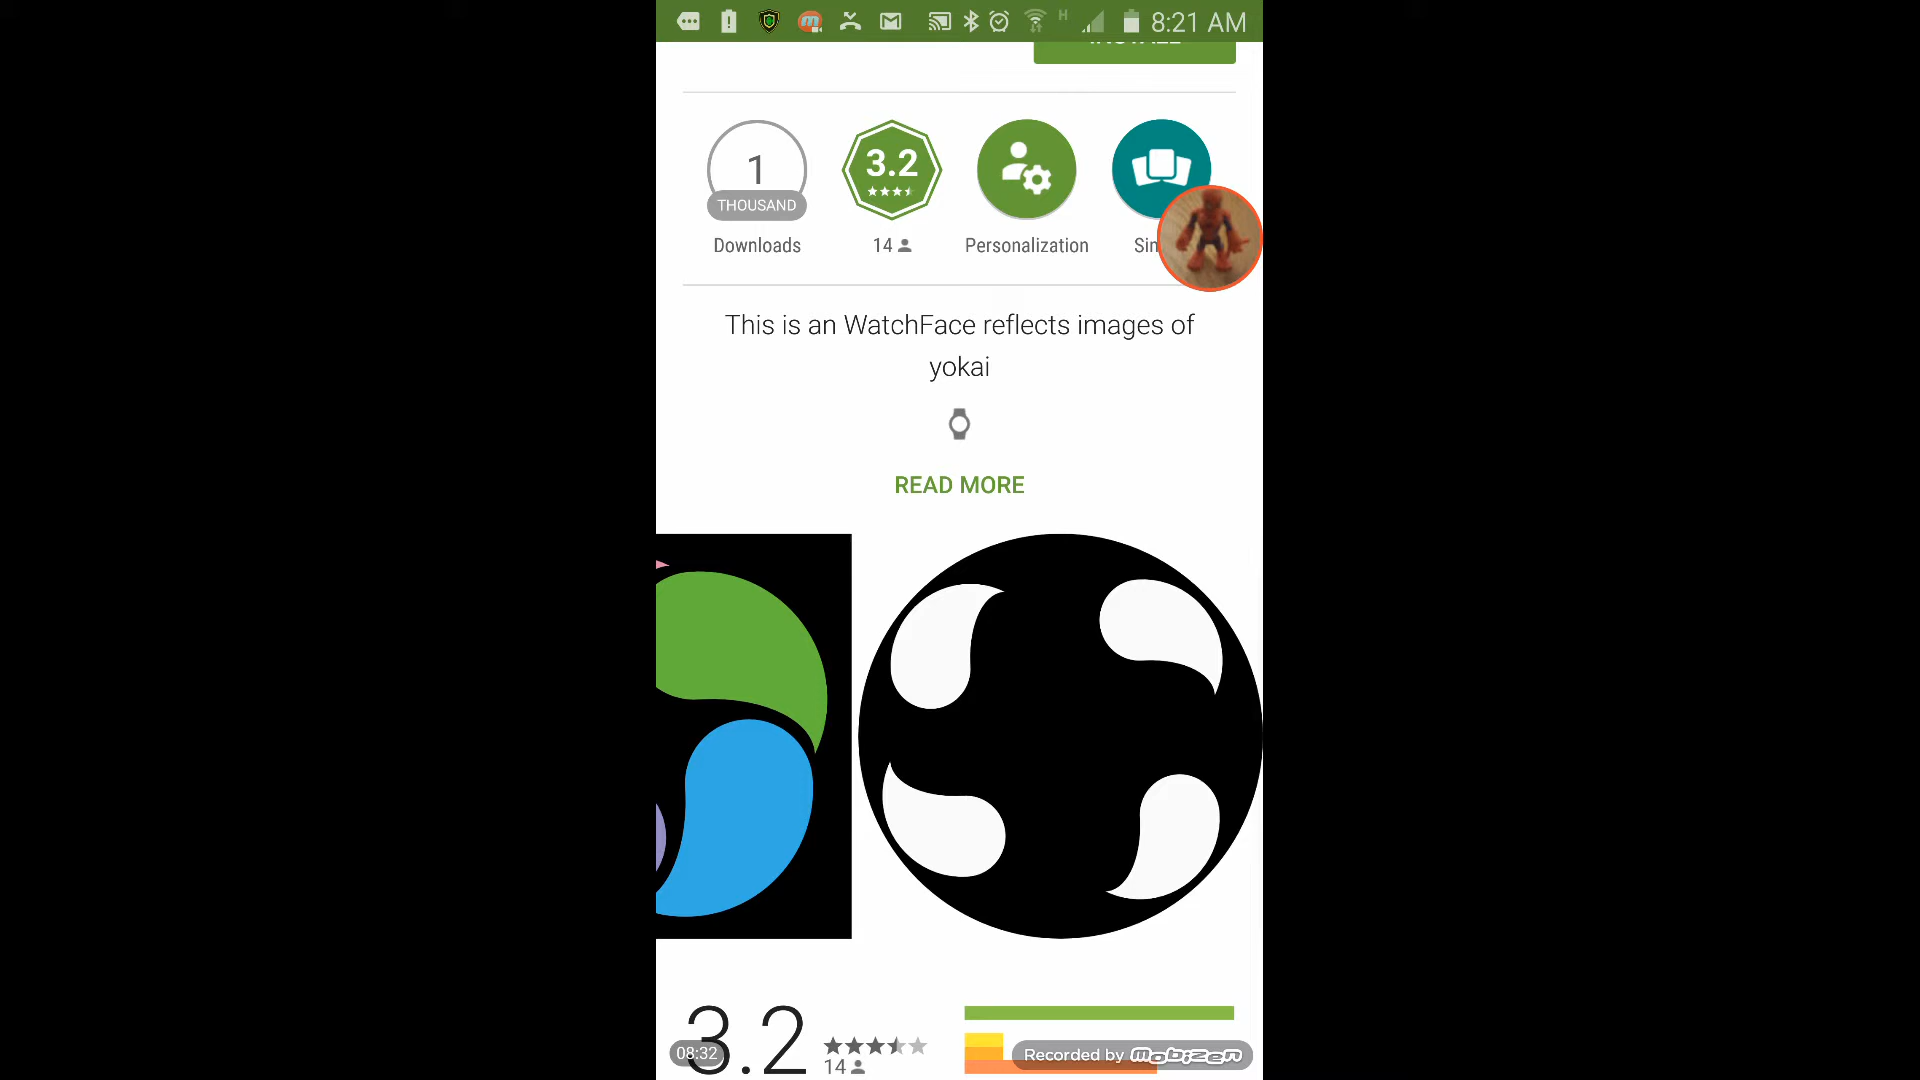 H 8:21 AM
1
THOUSAND
3.2
Downloads
14
Personalization
Sim
This is an WatchFace reflects images of
yokai
READ MORE
3.2
14
08:32
Recorded by mobizen